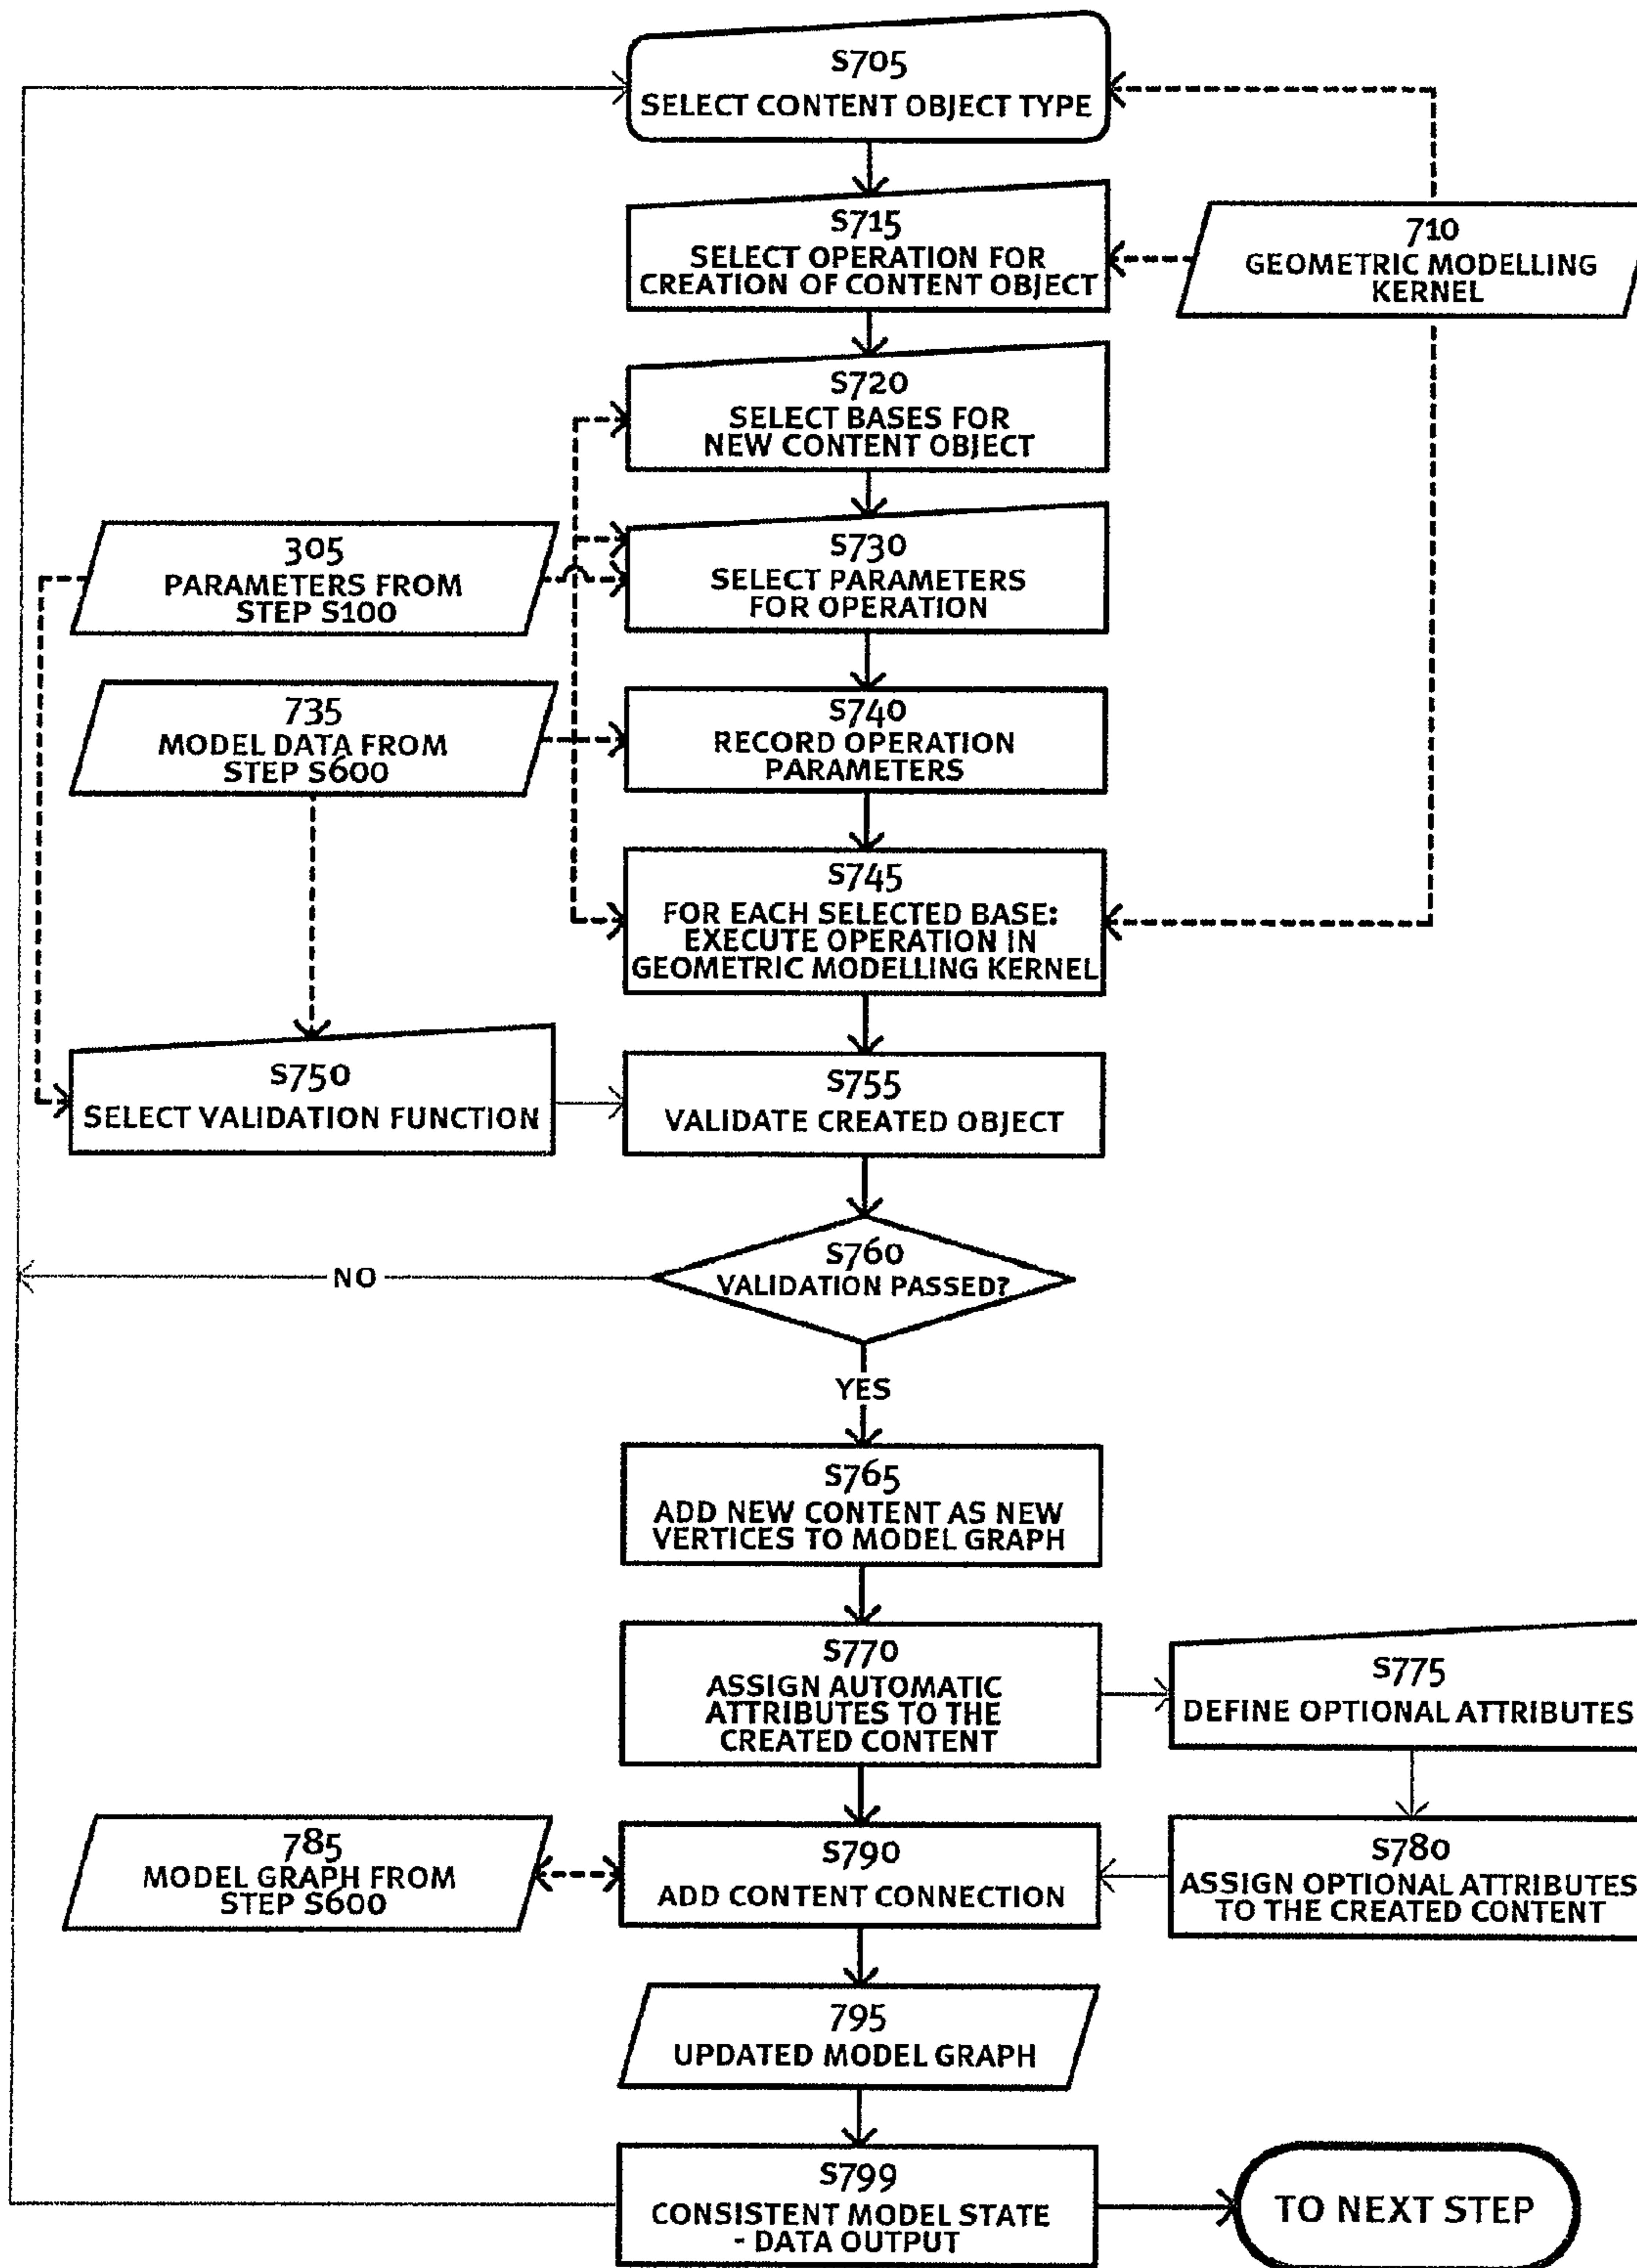 S705
SELECT CONTENT OBJECT TYPE
S715
SELECT OPERATION FOR
CREATION OF CONTENT OBJECT
710
GEOMETRIC MODELLING
KERNEL
S720
SELECT BASES FOR
NEW CONTENT OBJECT
305
PARAMETERS FROM
STEP S100
S730
SELECT PARAMETERS
FOR OPERATION
735
MODEL DATA FROM
STEP S600
S740
RECORD OPERATION
PARAMETERS
S745
FOR EACH SELECTED BASE:
EXECUTE OPERATION IN
GEOMETRIC MODELLING KERNEL
S750
SELECT VALIDATION FUNCTION
S755
VALIDATE CREATED OBJECT
S760
VALIDATION PASSED?
NO
YES
S765
ADD NEW CONTENT AS NEW
VERTICES TO MODEL GRAPH
S770
ASSIGN AUTOMATIC
ATTRIBUTES TO THE
CREATED CONTENT
S775
DEFINE OPTIONAL ATTRIBUTES
785
MODEL GRAPH FROM
STEP S600
S790
ADD CONTENT CONNECTION
S780
ASSIGN OPTIONAL ATTRIBUTES
TO THE CREATED CONTENT
795
UPDATED MODEL GRAPH
S799
CONSISTENT MODEL STATE
- DATA OUTPUT
TO NEXT STEP